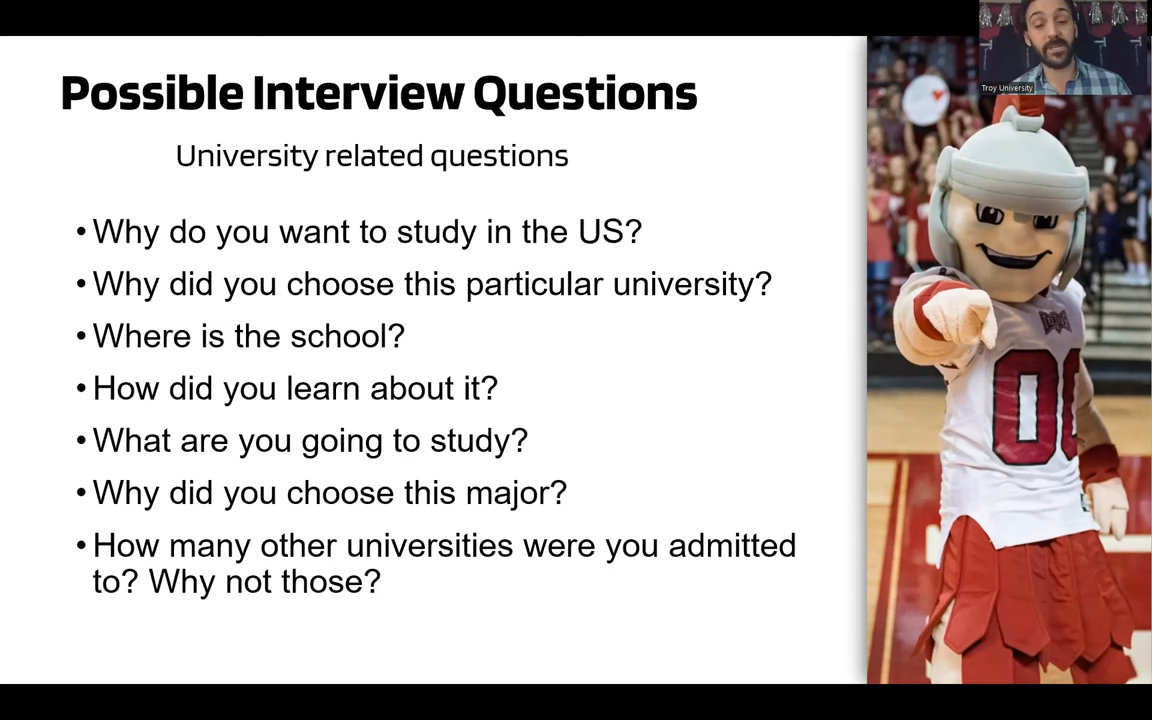 Possible Interview Questions
University related questions
• Why do you want to study in the US?
• Why did you choose this particular university?
• Where is the school?
• How did you learn about it?
• What are you going to study?
• Why did you choose this major?
• How many other universities were you admitted
to? Why not those?
Troy University
00